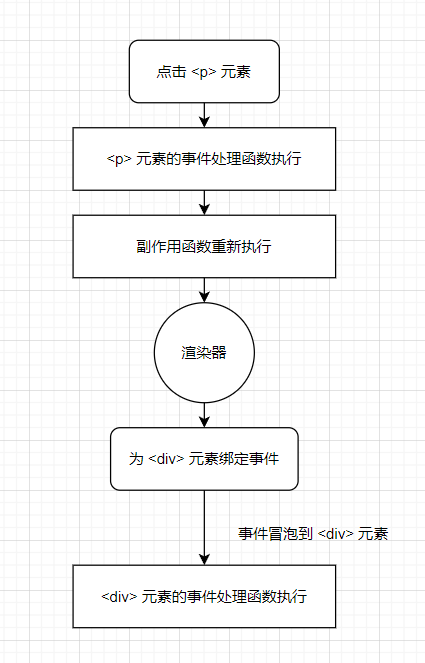 点击 <p> 元素
<p> 元素的事件处理函数执行
副作用函数重新执行
渲染器
为 <div> 元素绑定事件
事件冒泡到 <div> 元素
<div> 元素的事件处理函数执行